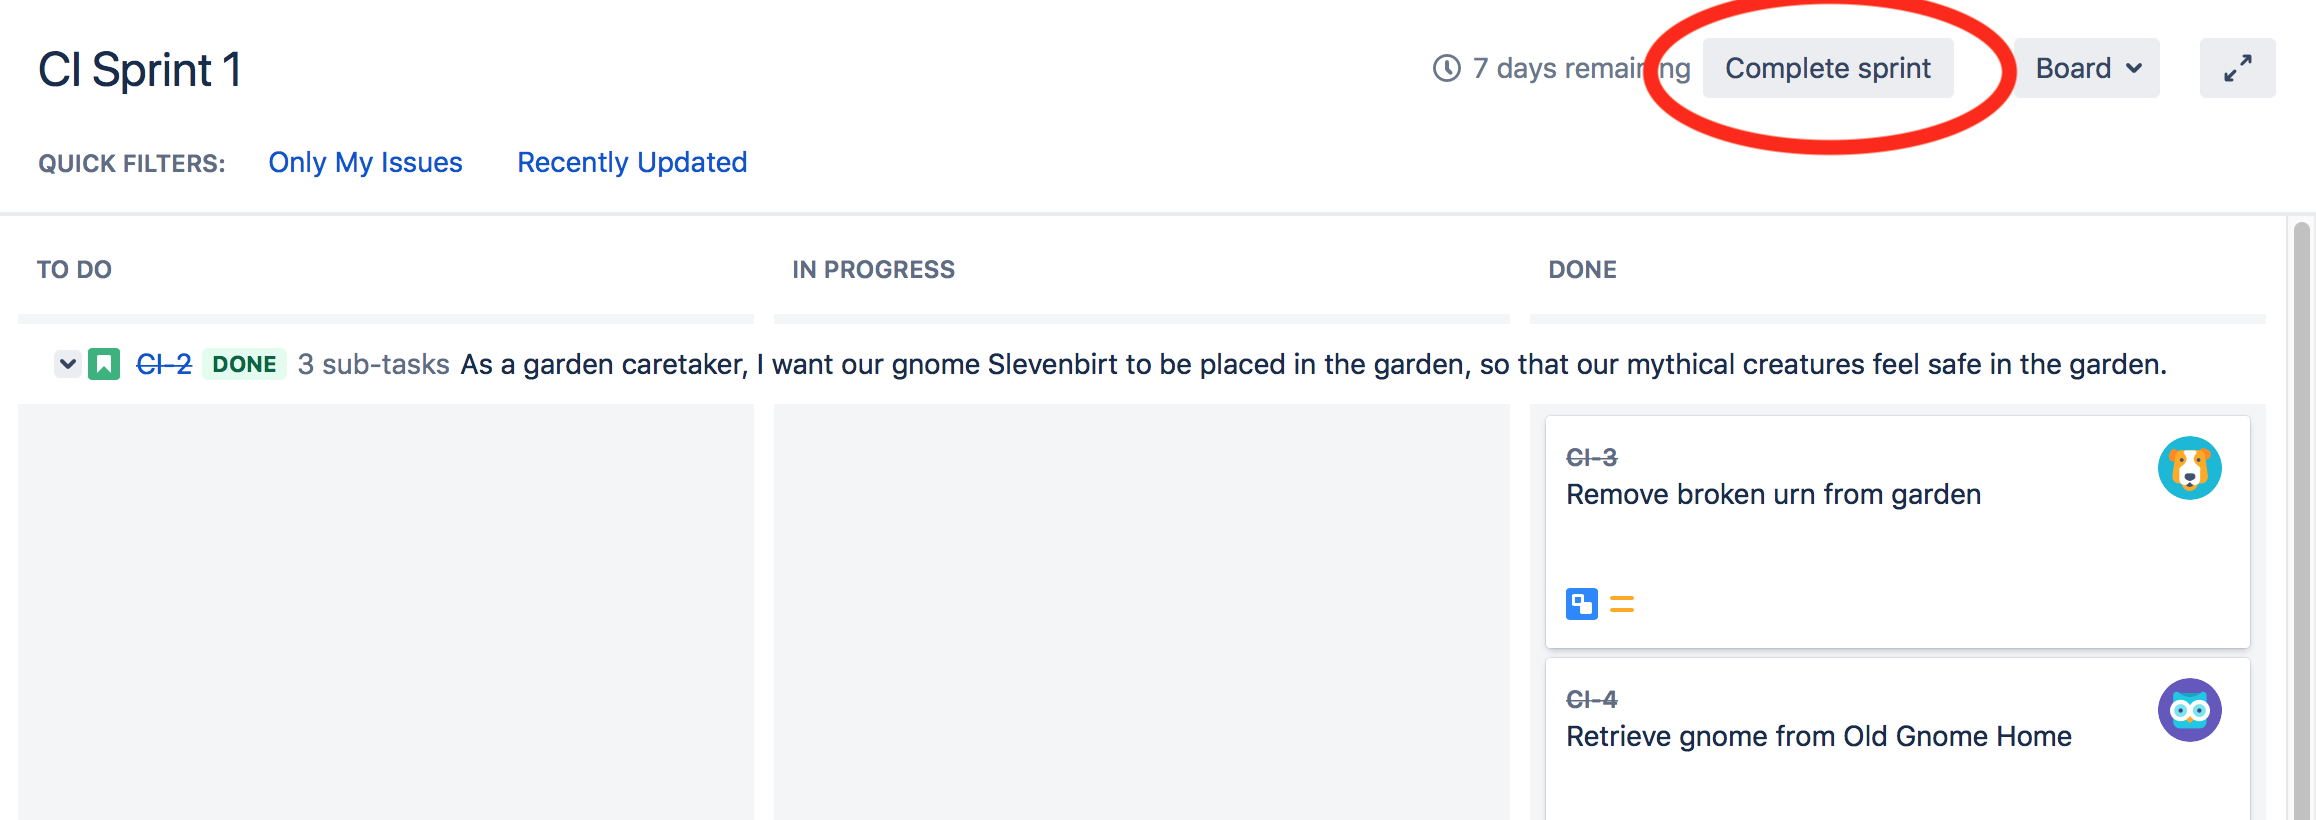 CI Sprint 1
7 days remaining
Complete sprint
Board
QUICK FILTERS:
Only My Issues
Recently Updated
TO DO
IN PROGRESS
DONE
CI-2 DONE 3 sub-tasks As a garden caretaker, I want our gnome Slevenbirt to be placed in the garden, so that our mythical creatures feel safe in the garden.
CI-3
Remove broken urn from garden
CI-4
Retrieve gnome from Old Gnome Home